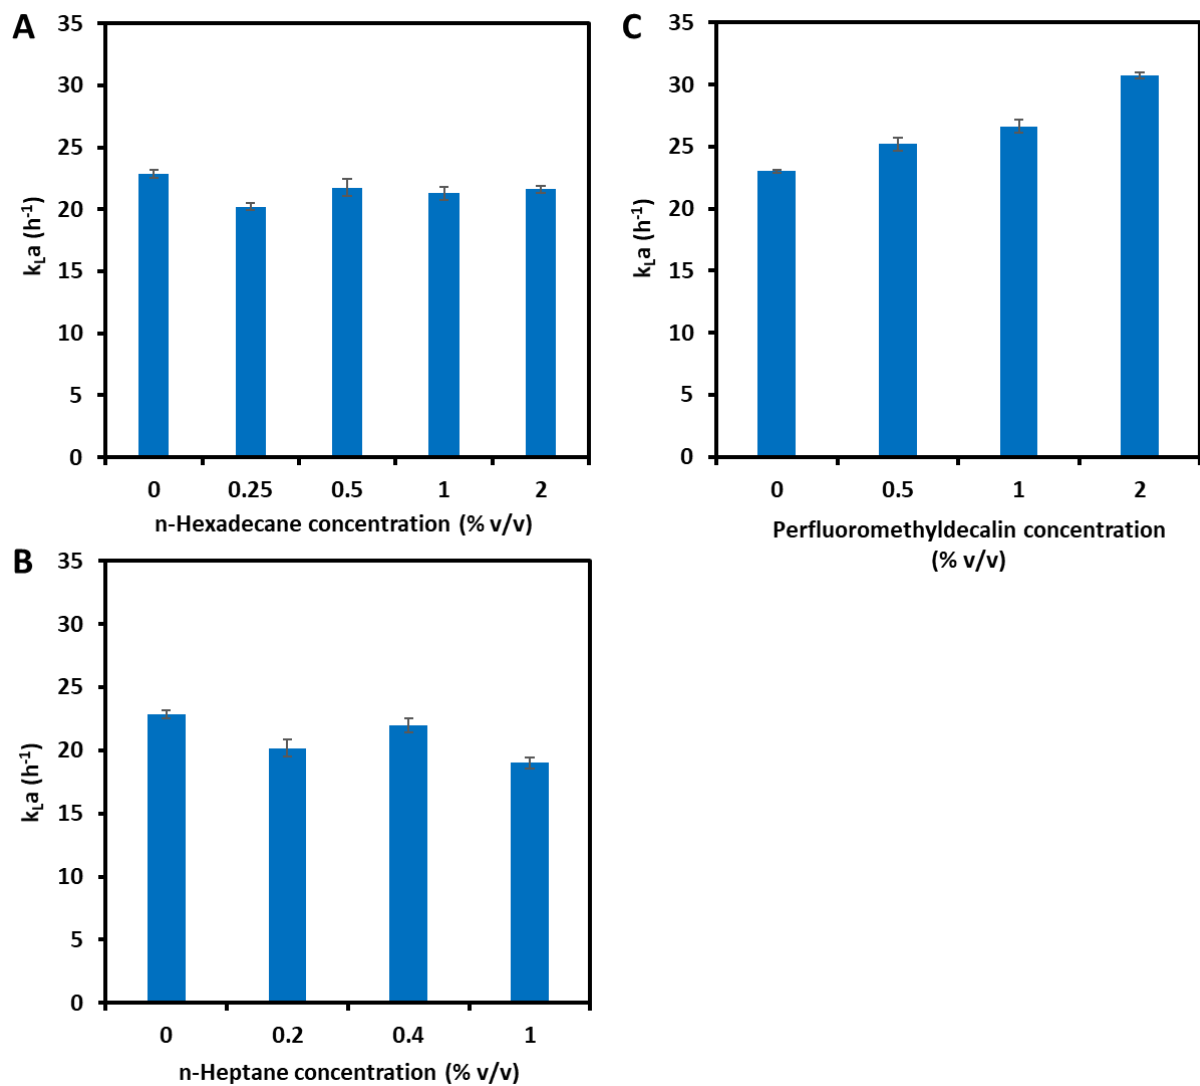 A
35
30
25
20
15
10
5
0
kLa (h-1)
0 0.25 0.5 1 2
n-Hexadecane concentration (% v/v)
B
35
30
25
20
15
10
5
0
kLa (h-1)
0 0.2 0.4 1
n-Heptane concentration (% v/v)
C
35
30
25
20
15
10
5
0
kLa (h-1)
0 0.5 1 2
Perfluoromethyldecalin concentration
(% v/v)